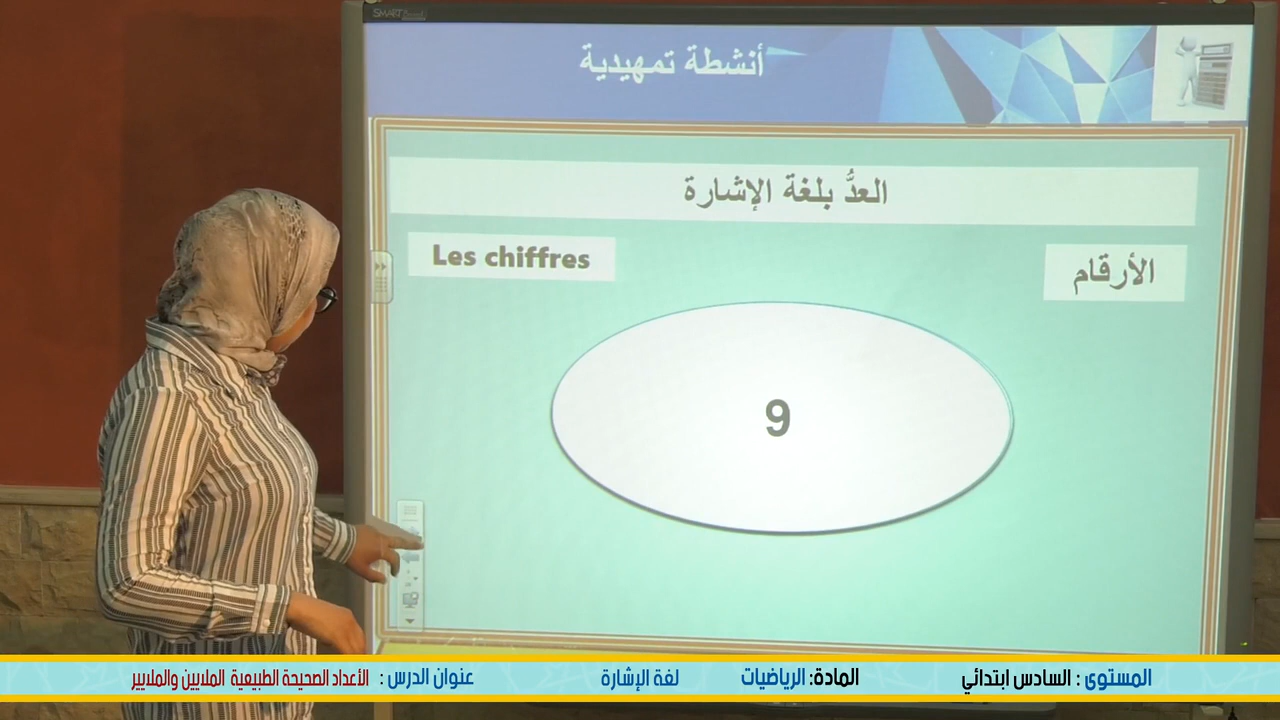 SMART
أنشطة تمهيدية
العدُّ بلغة الإشارة
الأرقام
Les chiffres
9
المستوى : السادس ابتدائي
المادة: الرياضيات
لغة الإشارة
عنوان الدرس : الأعداد الصحيحة الطبيعية الملايين والملايير